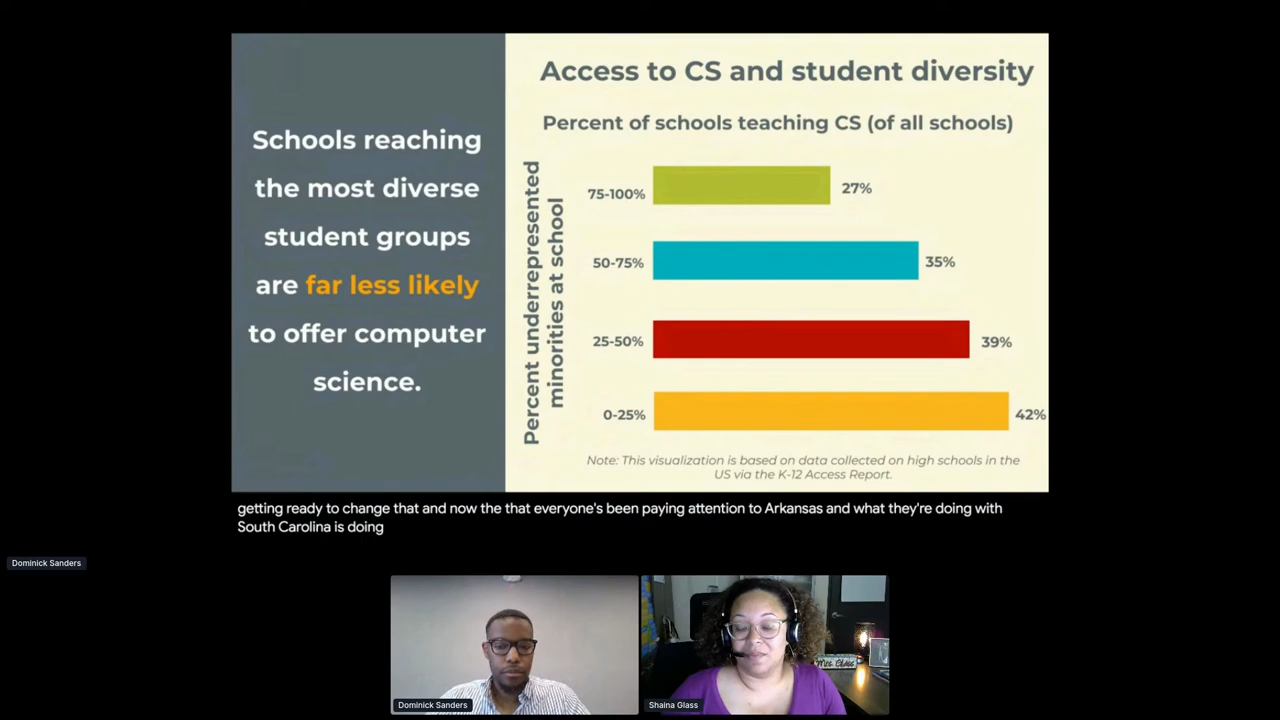 Schools reaching
the most diverse
student groups
are far less likely
to offer computer
science.
Access to CS and student diversity
Percent of schools teaching CS (of all schools)
Percent underrepresented
minorities at school
75-100%
27%
50-75%
35%
25-50%
39%
0-25%
42%
Note: This visualization is based on data collected on high schools in the
US via the K-12 Access Report.
getting ready to change that and now the that everyone's been paying attention to Arkansas and what they're doing with
South Carolina is doing
Dominick Sanders
Dominick Sanders
Shaina Glass
Mrs. Glass